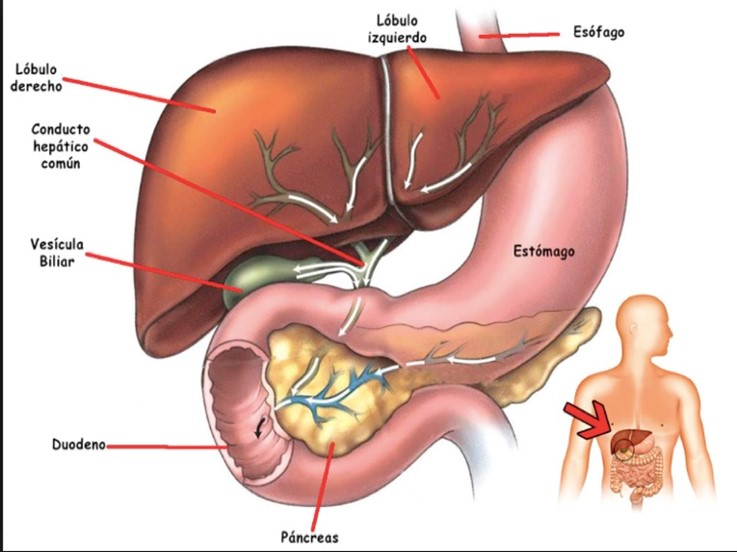 Lóbulo
izquierdo
Esófago
Lóbulo
derecho
Conducto
hepático
común
Vesícula
Biliar
Estómago
Duodeno
Páncreas